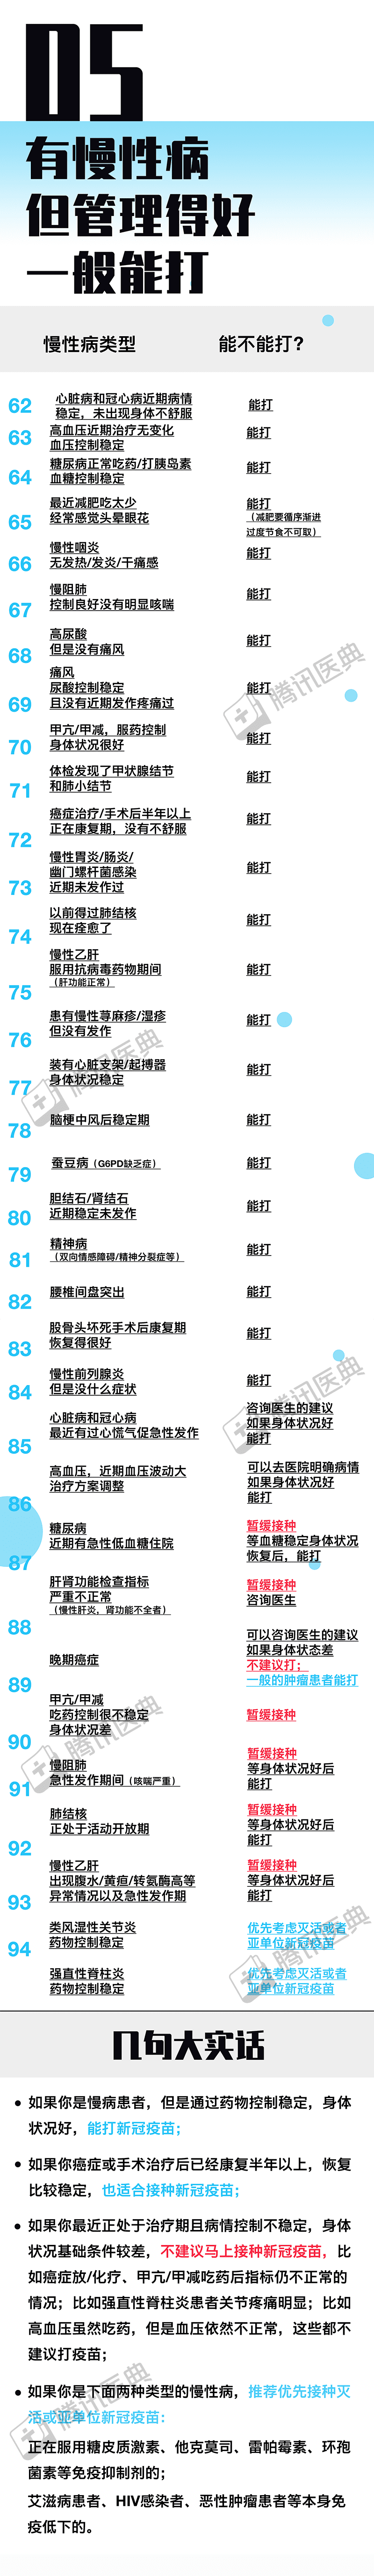 05
有慢性病
但管理得好
一般能打
慢性病类型 能不能打?
62 心脏病和冠心病近期病情 能打
稳定，未出现身体不舒服
63 高血压近期治疗无变化 能打
血压控制稳定
64 糖尿病正常吃药/打胰岛素 能打
血糖控制稳定
65 最近减肥吃太少 能打
经常感觉头晕眼花 （减肥要循序渐进
过度节食不可取）
66 慢性咽炎 能打
无发热/发炎/干痛感
67 慢阻肺 能打
控制良好没有明显咳喘
68 高尿酸 能打
但是没有痛风
69 痛风 能打
尿酸控制稳定
且没有近期发作疼痛过
70 甲亢/甲减，服药控制 能打
身体状况很好
71 体检发现了甲状腺结节 能打
和肺小结节
72 癌症治疗/手术后半年以上 能打
正在康复期，没有不舒服
73 慢性胃炎/肠炎/ 能打
幽门螺杆菌感染
近期未发作过
74 以前得过肺结核 能打
现在痊愈了
75 慢性乙肝 能打
服用抗病毒药物期间
（肝功能正常）
76 患有慢性荨麻疹/湿疹 能打
但没有发作
77 装有心脏支架/起搏器 能打
身体状况稳定
78 脑梗中风后稳定期 能打
79 蚕豆病（G6PD缺乏症） 能打
80 胆结石/肾结石 能打
近期稳定未发作
81 精神病 能打
（双向情感障碍/精神分裂症等）
82 腰椎间盘突出 能打
83 股骨头坏死手术后康复期 能打
恢复得很好
84 慢性前列腺炎 能打
但是没什么症状
85 心脏病和冠心病 咨询医生的建议
最近有过心慌气促急性发作 如果身体状况好
能打
86 高血压，近期血压波动大 可以去医院明确病情
治疗方案调整 如果身体状况好
能打
87 糖尿病 暂缓接种
近期有急性低血糖住院 等血糖稳定身体状况
恢复后，能打
88 肝肾功能检查指标 暂缓接种
严重不正常 咨询医生
（慢性肝炎，肾功能不全者）
89 晚期癌症 可以咨询医生的建议
如果身体状态差
不建议打；
一般的肿瘤患者能打
90 甲亢/甲减 暂缓接种
吃药控制很不稳定
身体状况差
91 慢阻肺 暂缓接种
急性发作期间（咳喘严重） 等身体状况好后
能打
92 肺结核 暂缓接种
正处于活动开放期 等身体状况好后
能打
93 慢性乙肝 暂缓接种
出现腹水/黄疸/转氨酶高等 等身体状况好后
异常情况以及急性发作期 能打
94 类风湿性关节炎 优先考虑灭活或者
药物控制稳定 亚单位新冠疫苗
强直性脊柱炎 优先考虑灭活或者
药物控制稳定 亚单位新冠疫苗
几句大实话
● 如果你是慢病患者，但是通过药物控制稳定，身体
状况好，能打新冠疫苗；
● 如果你癌症或手术治疗后已经康复半年以上，恢复
比较稳定，也适合接种新冠疫苗；
● 如果你最近正处于治疗期且病情控制不稳定，身体
状况基础条件较差，不建议马上接种新冠疫苗，比
如癌症放/化疗、甲亢/甲减吃药后指标仍不正常的
情况；比如强直性脊柱炎患者关节疼痛明显；比如
高血压虽然吃药，但是血压依然不正常，这些都不
建议打疫苗；
● 如果你是下面两种类型的慢性病，推荐优先接种灭
活或亚单位新冠疫苗：
正在服用糖皮质激素、他克莫司、雷帕霉素、环孢
菌素等免疫抑制剂的；
艾滋病患者、HIV感染者、恶性肿瘤患者等本身免
疫低下的。
腾讯医典
腾讯医典
腾讯医典
腾讯医典
腾讯医典
腾讯医典